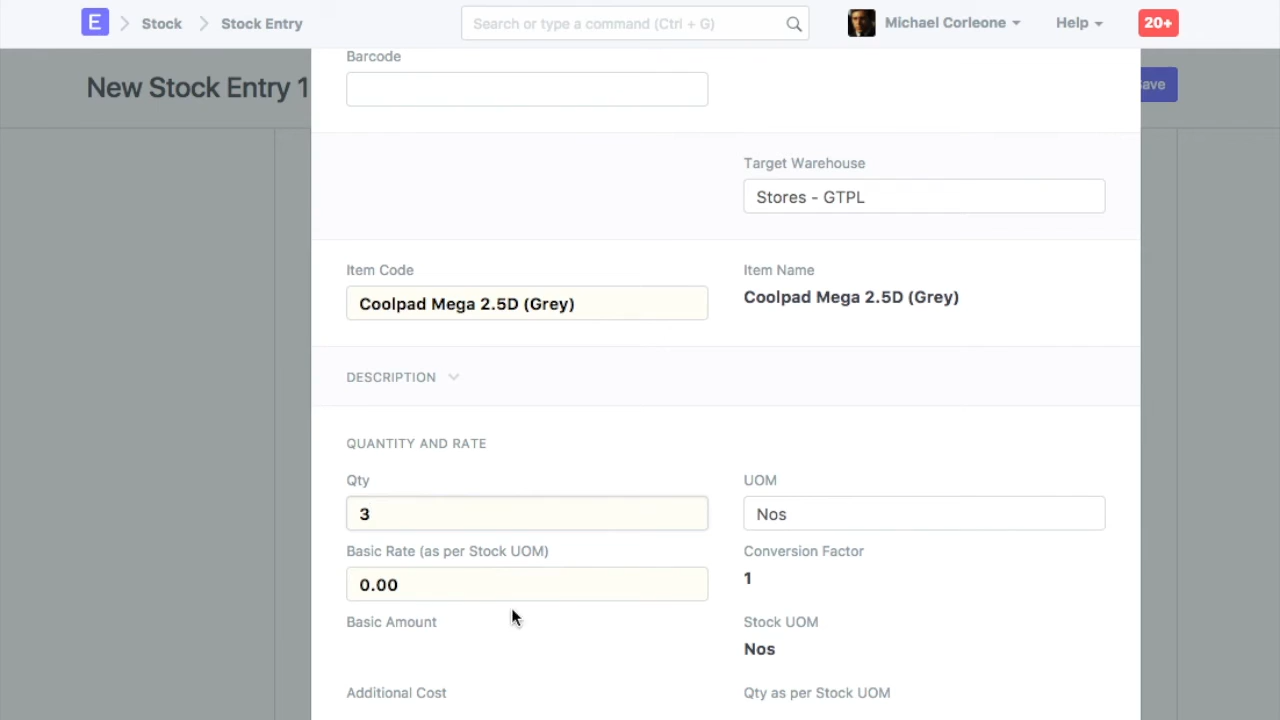 E Stock Stock Entry Search or type a command (Ctrl + G) Michael Corleone Help 20+
New Stock Entry 1
ave
Barcode
Target Warehouse
Stores - GTPL
Item Code Item Name
Coolpad Mega 2.5D (Grey) Coolpad Mega 2.5D (Grey)
DESCRIPTION
QUANTITY AND RATE
Qty UOM
3 Nos
Basic Rate (as per Stock UOM) Conversion Factor
0.00 1
Basic Amount Stock UOM
Nos
Additional Cost Qty as per Stock UOM